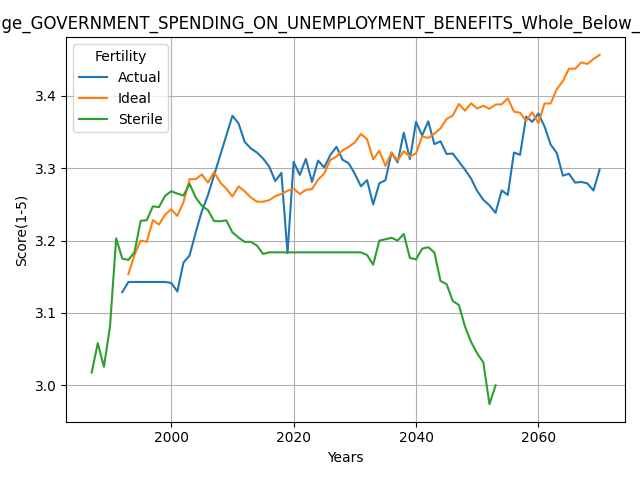 ge_GOVERNMENT_SPENDING_ON_UNEMPLOYMENT_BENEFITS_Whole_Below_
Fertility
Actual
Ideal
Sterile
Score(1-5)
3.4
3.3
3.2
3.1
3.0
2000 2020 2040 2060
Years